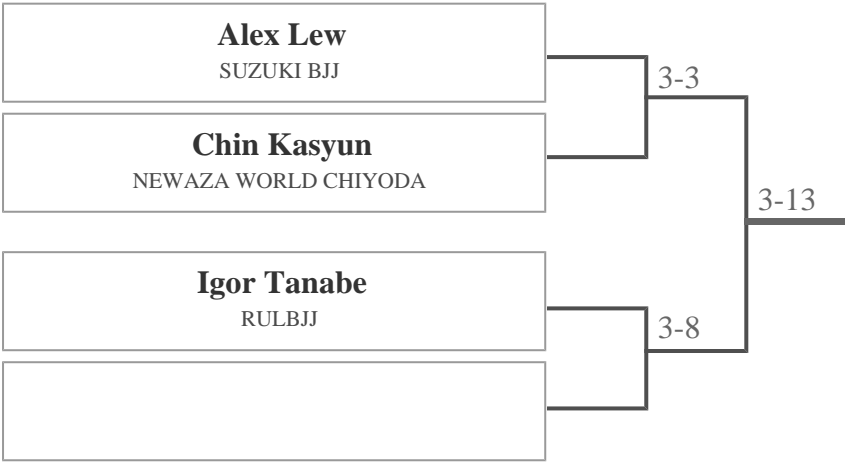 Alex Lew
SUZUKI BJJ
3-3
Chin Kasyun
NEWAZA WORLD CHIYODA
3-13
Igor Tanabe
RULBJJ
3-8